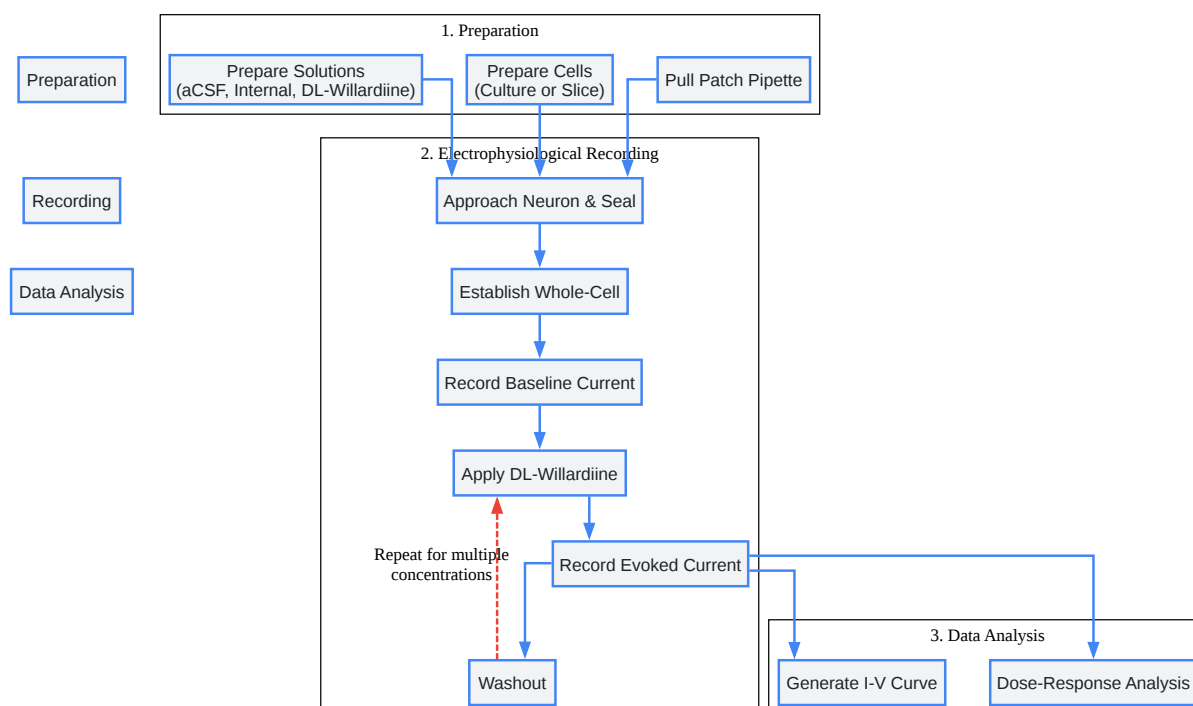 1. Preparation
Preparation
Prepare Solutions
(aCSF, Internal, DL-Willardiine)
Prepare Cells
(Culture or Slice)
Pull Patch Pipette
2. Electrophysiological Recording
Recording
Approach Neuron & Seal
Data Analysis
Establish Whole-Cell
Record Baseline Current
Apply DL-Willardiine
Repeat for multiple
concentrations
Record Evoked Current
3. Data Analysis
Washout
Generate I-V Curve
Dose-Response Analysis